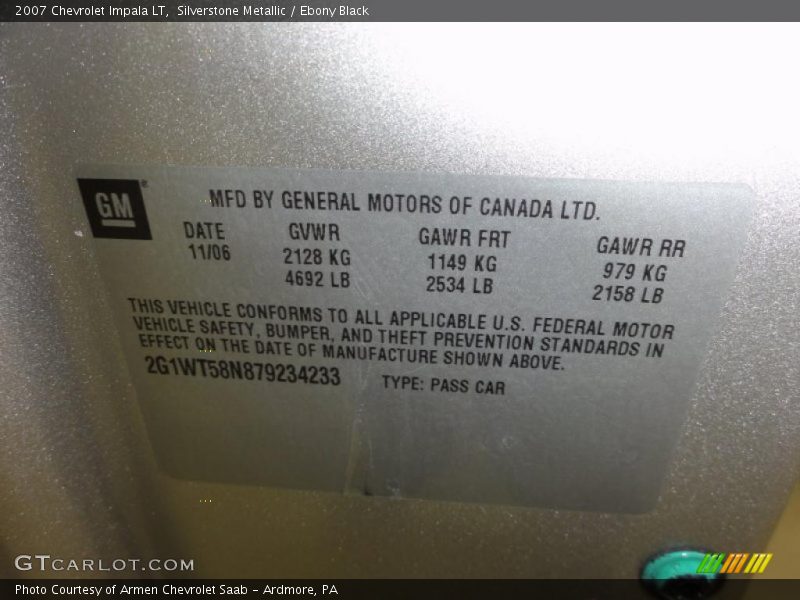 2007 Chevrolet Impala LT, Silverstone Metallic / Ebony Black
GM
MFD BY GENERAL MOTORS OF CANADA LTD.
DATE GVWR GAWR FRT GAWR RR
11/06 2128 KG 1149 KG 979 KG
4692 LB 2534 LB 2158 LB
THIS VEHICLE CONFORMS TO ALL APPLICABLE U.S. FEDERAL MOTOR
VEHICLE SAFETY, BUMPER, AND THEFT PREVENTION STANDARDS IN
EFFECT ON THE DATE OF MANUFACTURE SHOWN ABOVE.
2G1WT58N879234233 TYPE: PASS CAR
GTCARLOT.COM
Photo Courtesy of Armen Chevrolet Saab - Ardmore, PA